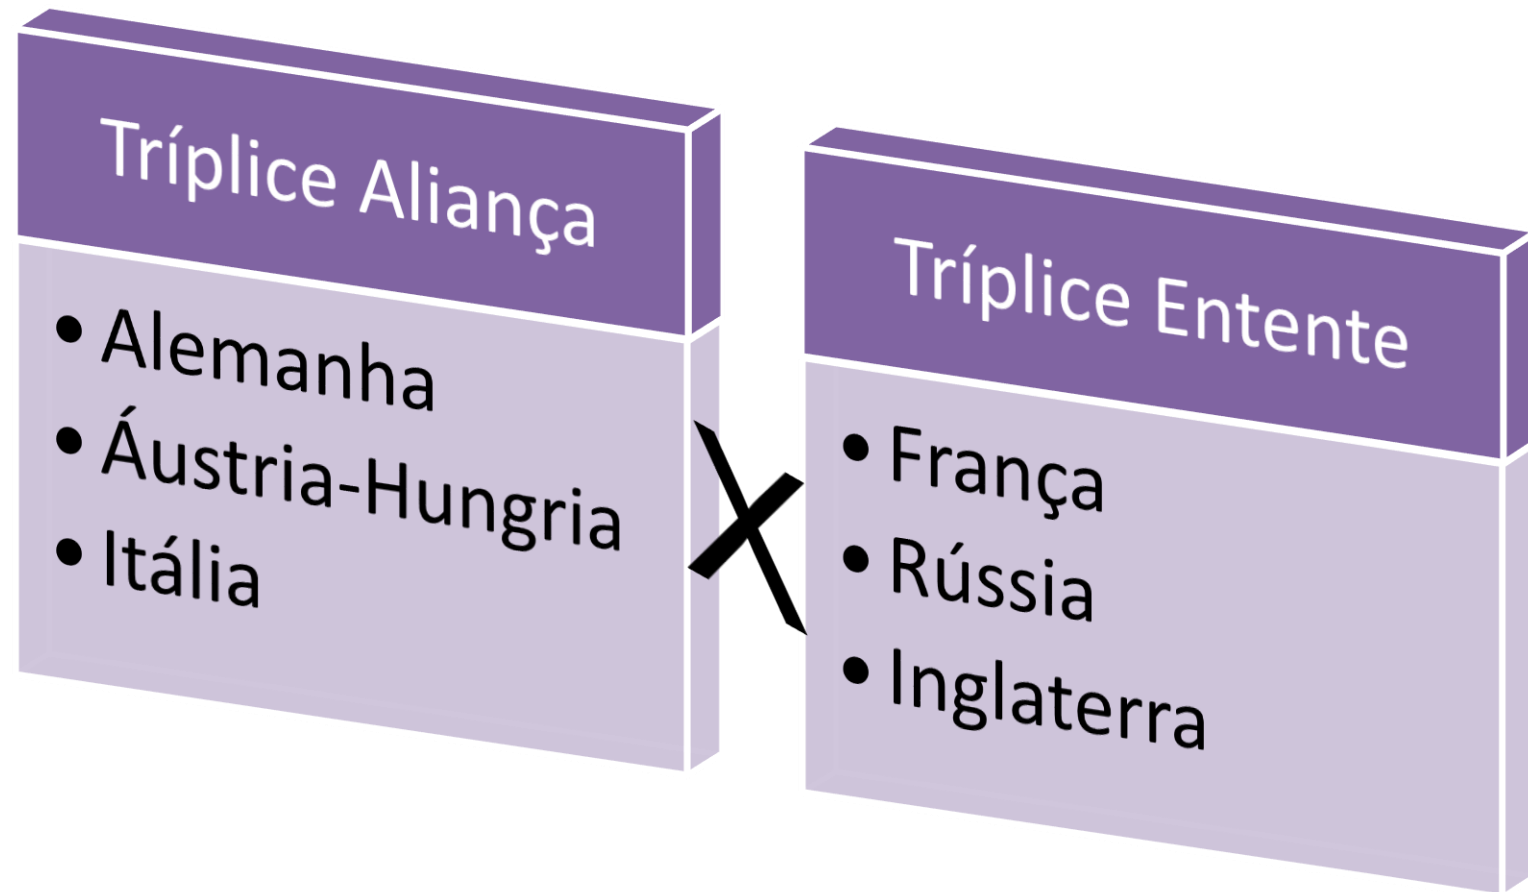 Tríplice Aliança
• Alemanha
• Áustria-Hungria
• Itália
X
Tríplice Entente
• França
• Rússia
• Inglaterra